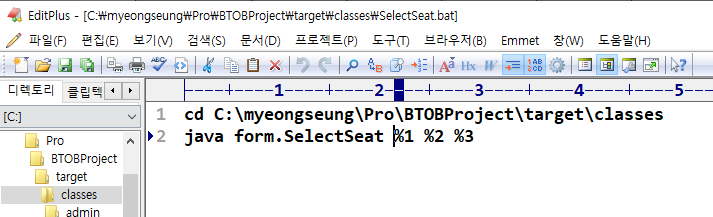 EditPlus - [C:₩myeongseung₩Pro₩BTOBProject₩target₩classes₩SelectSeat.bat]
파일(F) 편집(E) 보기(V) 검색(S) 문서(D) 프로젝트(P) 도구(T) 브라우저(B) Emmet 창(W) 도움말(H)
디렉토리 클립텍
1 2 3 4 5
[C:]
1 cd C:\myeongseung\Pro\BTOBProject\target\classes
2 java form.SelectSeat %1 %2 %3
Pro
BTOBProject
target
classes
admin